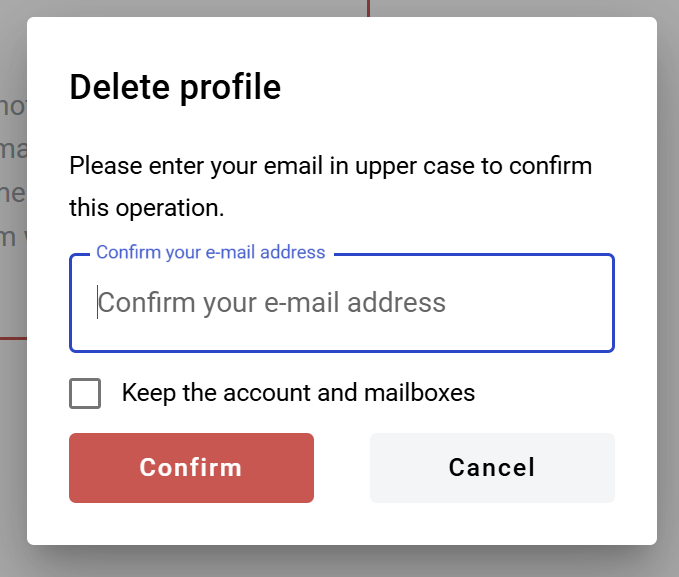 Delete profile
Please enter your email in upper case to confirm
this operation.
Confirm your e-mail address
Confirm your e-mail address
Keep the account and mailboxes
Confirm
Cancel